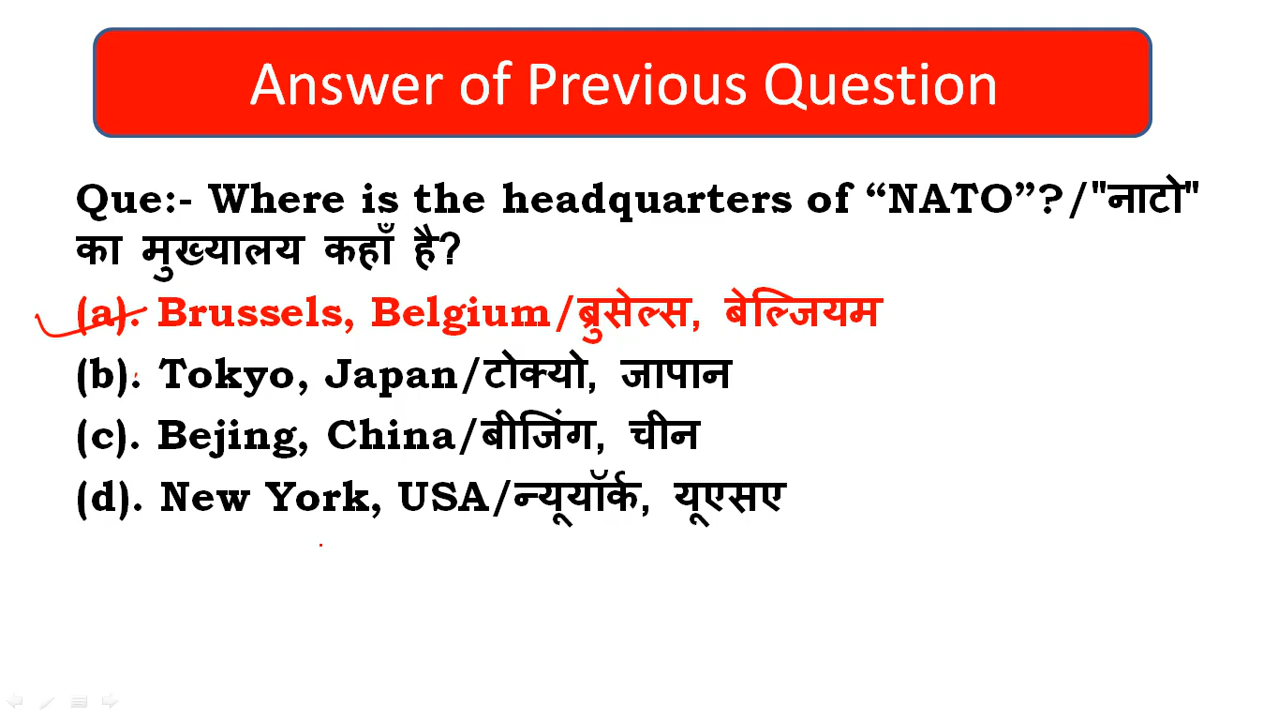 Answer of Previous Question
Que:- Where is the headquarters of “NATO”?/"नाटो"
का मुख्यालय कहाँ है?
(a). Brussels, Belgium/ब्रुसेल्स, बेल्जियम
(b). Tokyo, Japan/टोक्यो, जापान
(c). Bejing, China/बीजिंग, चीन
(d). New York, USA/न्यूयॉर्क, यूएसए